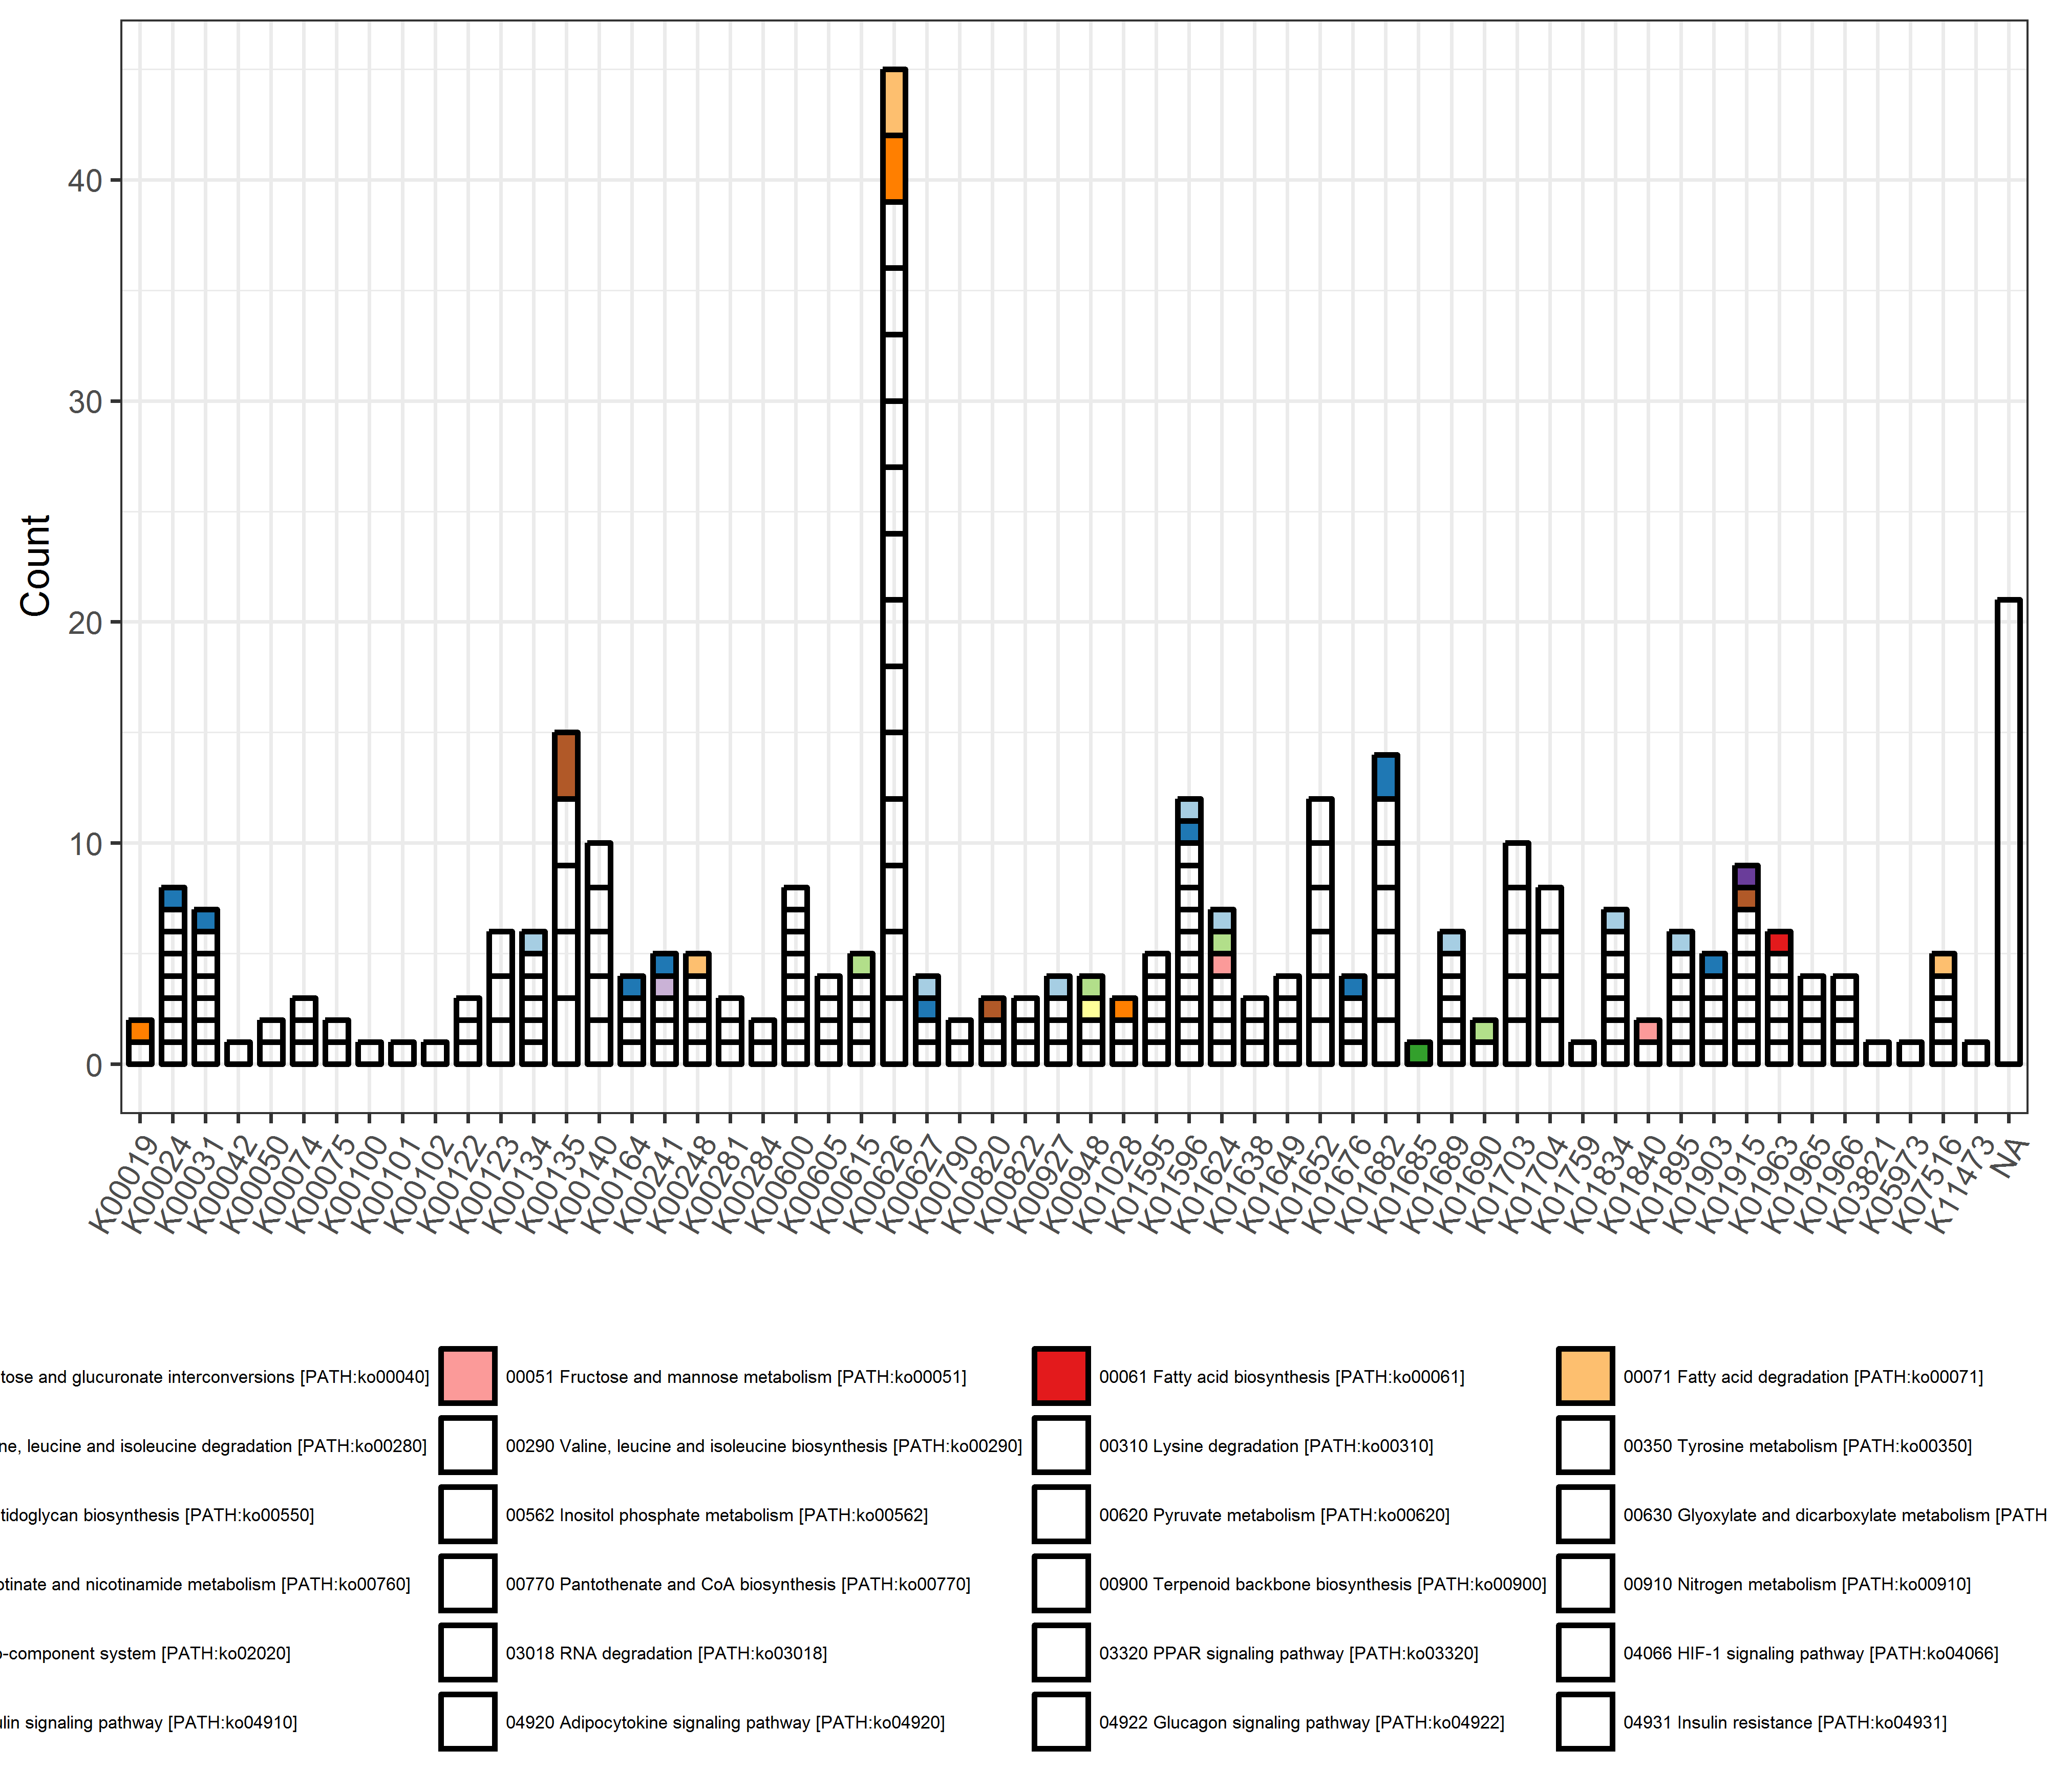 40
30
20
10
0
Count
K00019
K00024
K00031
K00042
K00050
K00074
K00075
K00100
K00101
K00102
K00122
K00123
K00134
K00135
K00140
K00164
K00241
K00248
K00281
K00284
K00600
K00605
K00615
K00626
K00627
K00790
K00820
K00822
K00927
K00948
K01028
K01595
K01596
K01624
K01638
K01649
K01652
K01676
K01682
K01685
K01689
K01690
K01703
K01704
K01759
K01834
K01840
K01895
K01903
K01915
K01963
K01965
K01966
K03821
K05973
K07516
K11473
NA
tose and glucuronate interconversions [PATH:ko00040] 00051 Fructose and mannose metabolism [PATH:ko00051] 00061 Fatty acid biosynthesis [PATH:ko00061] 00071 Fatty acid degradation [PATH:ko00071]
ne, leucine and isoleucine degradation [PATH:ko00280] 00290 Valine, leucine and isoleucine biosynthesis [PATH:ko00290] 00310 Lysine degradation [PATH:ko00310] 00350 Tyrosine metabolism [PATH:ko00350]
tidoglycan biosynthesis [PATH:ko00550] 00562 Inositol phosphate metabolism [PATH:ko00562] 00620 Pyruvate metabolism [PATH:ko00620] 00630 Glyoxylate and dicarboxylate metabolism [PATH
otinate and nicotinamide metabolism [PATH:ko00760] 00770 Pantothenate and CoA biosynthesis [PATH:ko00770] 00900 Terpenoid backbone biosynthesis [PATH:ko00900] 00910 Nitrogen metabolism [PATH:ko00910]
o-component system [PATH:ko02020] 03018 RNA degradation [PATH:ko03018] 03320 PPAR signaling pathway [PATH:ko03320] 04066 HIF-1 signaling pathway [PATH:ko04066]
ulin signaling pathway [PATH:ko04910] 04920 Adipocytokine signaling pathway [PATH:ko04920] 04922 Glucagon signaling pathway [PATH:ko04922] 04931 Insulin resistance [PATH:ko04931]